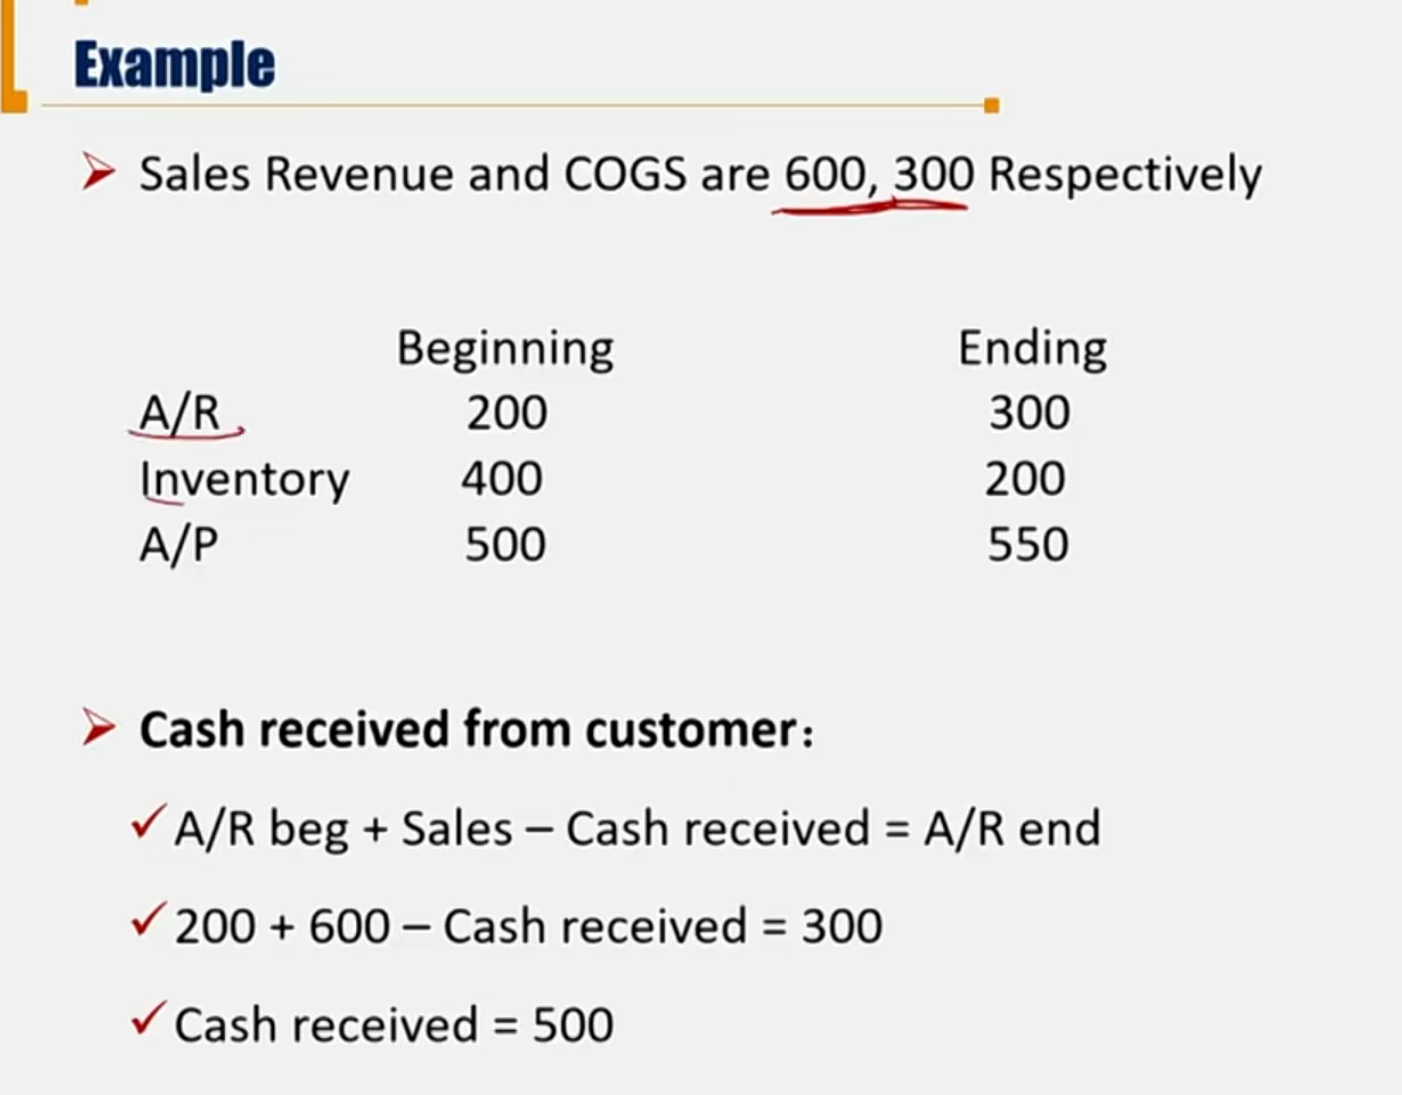 Example
Sales Revenue and COGS are 600, 300 Respectively
Beginning Ending
A/R 200 300
Inventory 400 200
A/P 500 550
Cash received from customer：
A/R beg + Sales – Cash received = A/R end
200 + 600 – Cash received = 300
Cash received = 500